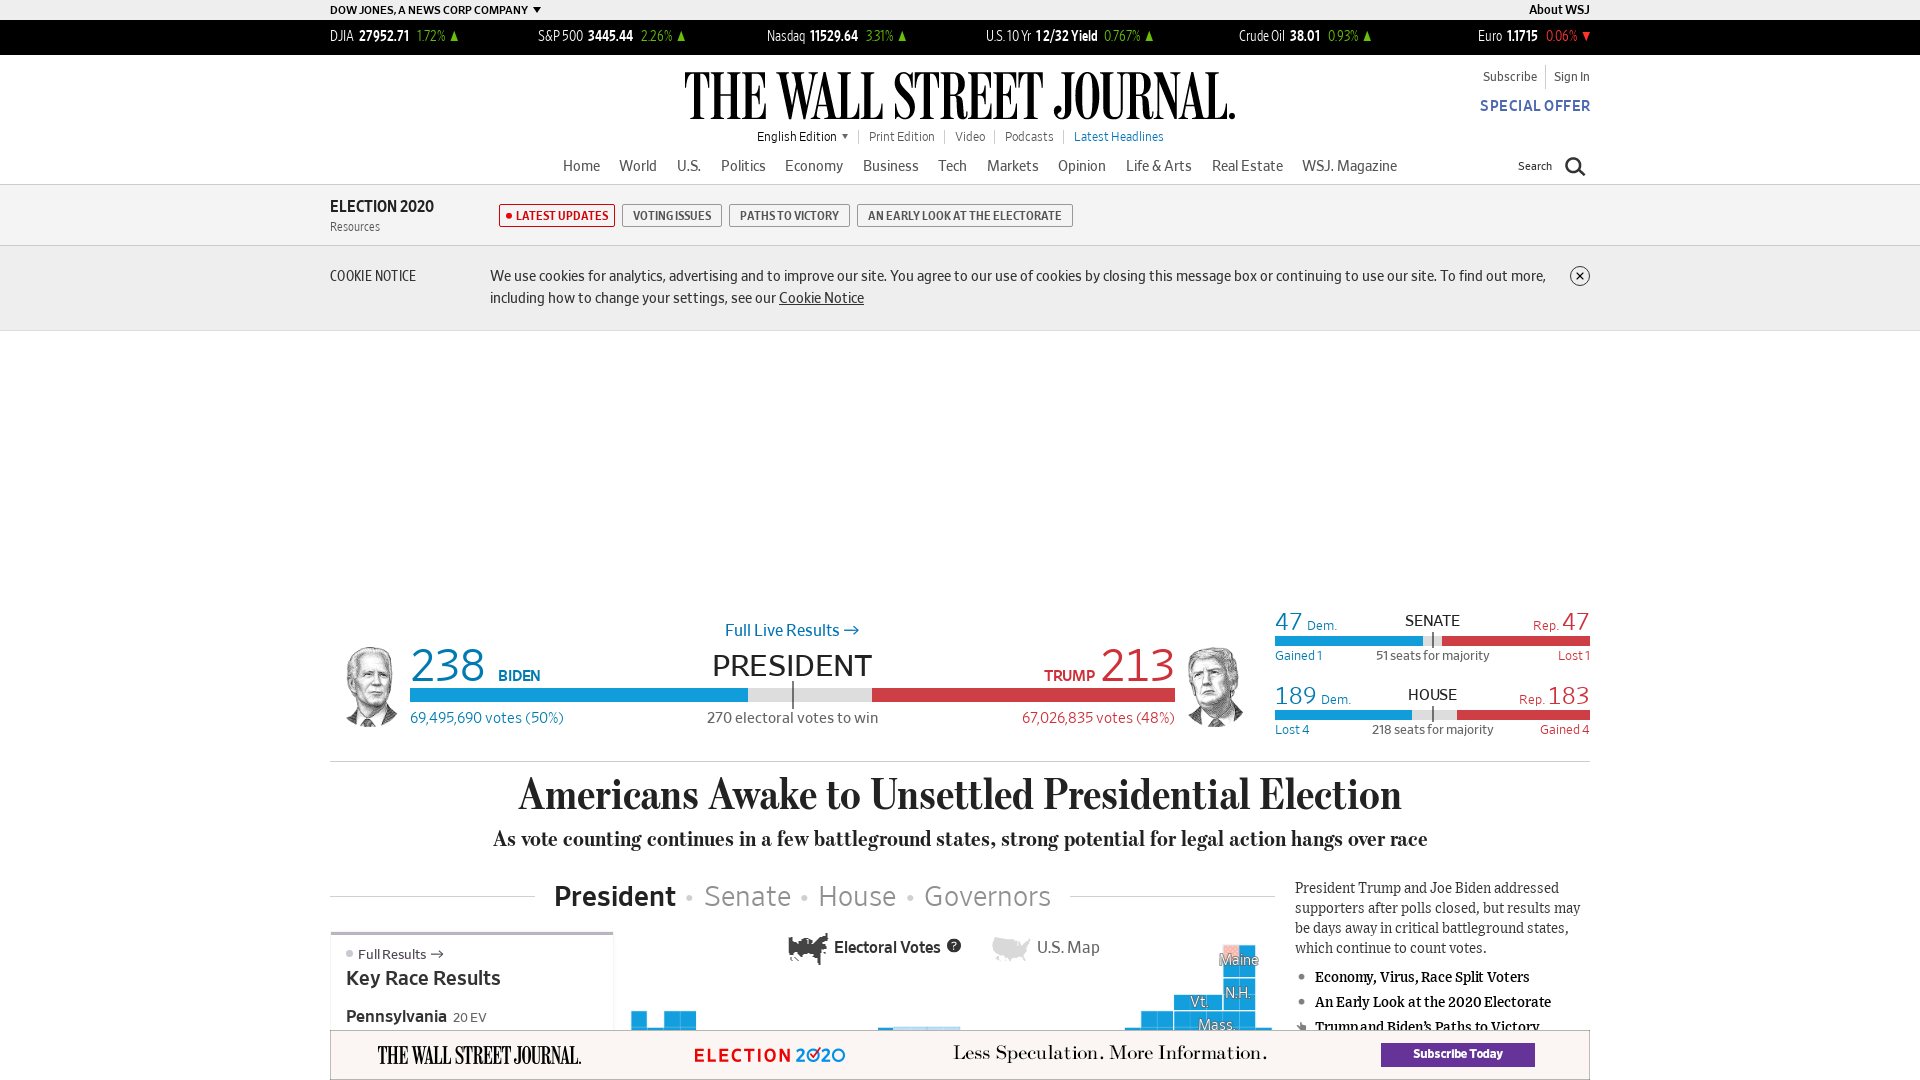 DOW JONES, A NEWS CORP COMPANY
About WSJ
DJIA 27952.71 1.72%
S&P 500 3445.44 2.26%
Nasdaq 11529.64 3.31%
U.S. 10 Yr 1 2/32 Yield 0.767%
Crude Oil 38.01 0.93%
Euro 1.1715 0.06%
THE WALL STREET JOURNAL.
Subscribe
Sign In
SPECIAL OFFER
English Edition
Print Edition
Video
Podcasts
Latest Headlines
Home World U.S. Politics Economy Business Tech Markets Opinion Life & Arts Real Estate WSJ. Magazine
Search
ELECTION 2020
Resources
LATEST UPDATES
VOTING ISSUES
PATHS TO VICTORY
AN EARLY LOOK AT THE ELECTORATE
COOKIE NOTICE
We use cookies for analytics, advertising and to improve our site. You agree to our use of cookies by closing this message box or continuing to use our site. To find out more,
including how to change your settings, see our Cookie Notice
Full Live Results →
238 BIDEN
PRESIDENT
TRUMP 213
69,495,690 votes (50%)
270 electoral votes to win
67,026,835 votes (48%)
47 Dem.
SENATE
Rep. 47
Gained 1
51 seats for majority
Lost 1
189 Dem.
HOUSE
Rep. 183
Lost 4
218 seats for majority
Gained 4
Americans Awake to Unsettled Presidential Election
As vote counting continues in a few battleground states, strong potential for legal action hangs over race
President • Senate • House • Governors
Full Results →
Key Race Results
Pennsylvania 20 EV
Electoral Votes ?
U.S. Map
Maine
N.H.
Vt.
Mass.
President Trump and Joe Biden addressed
supporters after polls closed, but results may
be days away in critical battleground states,
which continue to count votes.
• Economy, Virus, Race Split Voters
• An Early Look at the 2020 Electorate
Trump and Biden's Paths to Victory
THE WALL STREET JOURNAL.
ELECTION 2020
Less Speculation. More Information.
Subscribe Today